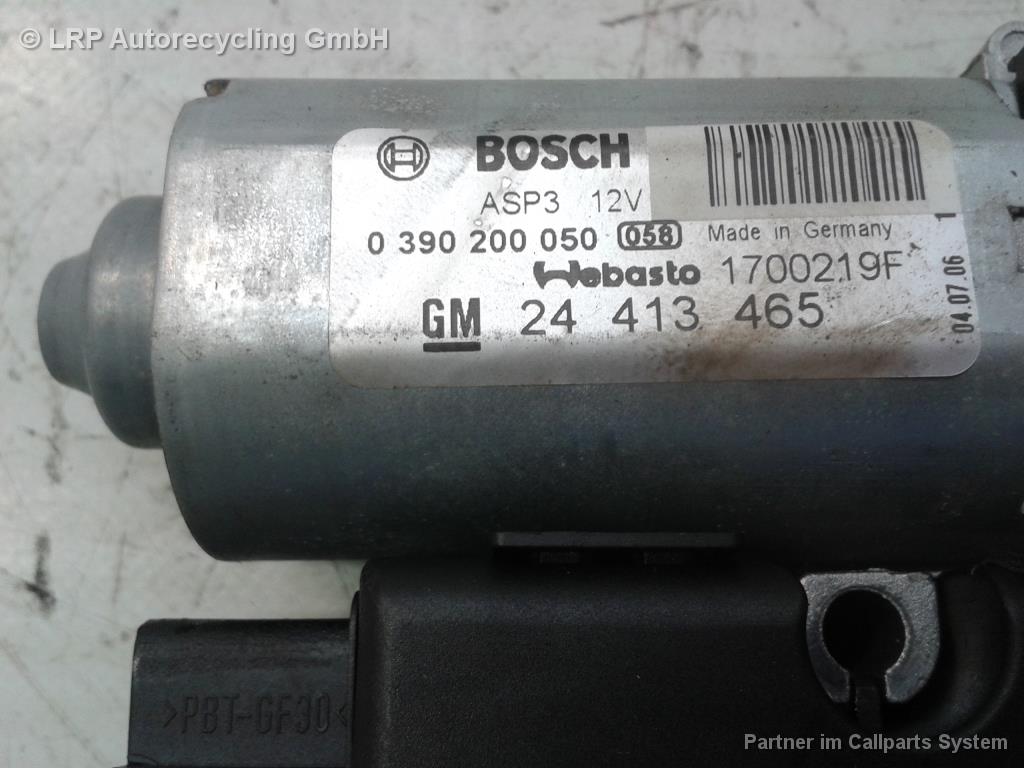 © LRP Autorecycling GmbH
BOSCH
ASP3 12V
0 390 200 050 058 Made in Germany
Webasto 1700219F
GM 24 413 465
04.07.06 1
>PBT-GF30<
Partner im Callparts System